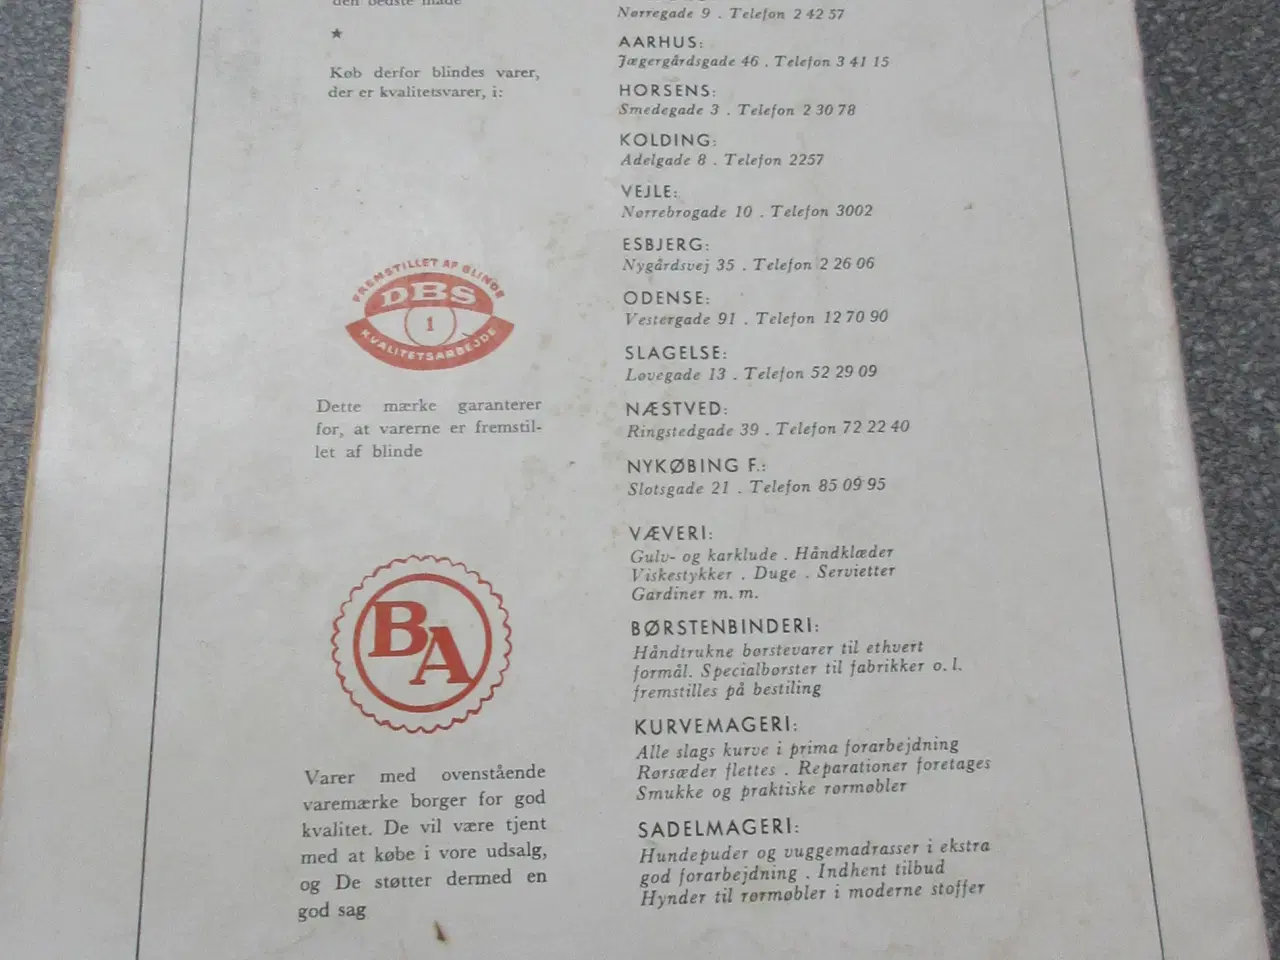 den bedste måde
★
Køb derfor blindes varer,
der er kvalitetsvarer, i:
FREMSTILLET AF BLINDE
DBS
1
KVALITETSARBEJDE
Dette mærke garanterer
for, at varerne er fremstil-
let af blinde
BA
Varer med ovenstående
varemærke borger for god
kvalitet. De vil være tjent
med at købe i vore udsalg,
og De støtter dermed en
god sag
Nørregade 9 . Telefon 2 42 57
AARHUS:
Jægergårdsgade 46 . Telefon 3 41 15
HORSENS:
Smedegade 3 . Telefon 2 30 78
KOLDING:
Adelgade 8 . Telefon 2257
VEJLE:
Nørrebrogade 10 . Telefon 3002
ESBJERG:
Nygårdsvej 35 . Telefon 2 26 06
ODENSE:
Vestergade 91 . Telefon 12 70 90
SLAGELSE:
Løvegade 13 . Telefon 52 29 09
NÆSTVED:
Ringstedgade 39 . Telefon 72 22 40
NYKØBING F.:
Slotsgade 21 . Telefon 85 09 95
VÆVERI:
Gulv- og karklude . Håndklæder
Viskestykker . Duge . Servietter
Gardiner m. m.
BØRSTENBINDERI:
Håndtrukne børstevarer til ethvert
formål. Specialbørster til fabrikker o. l.
fremstilles på bestiling
KURVEMAGERI:
Alle slags kurve i prima forarbejdning
Rørsæder flettes . Reparationer foretages
Smukke og praktiske rørmøbler
SADELMAGERI:
Hundepuder og vuggemadrasser i ekstra
god forarbejdning . Indhent tilbud
Hynder til rørmøbler i moderne stoffer